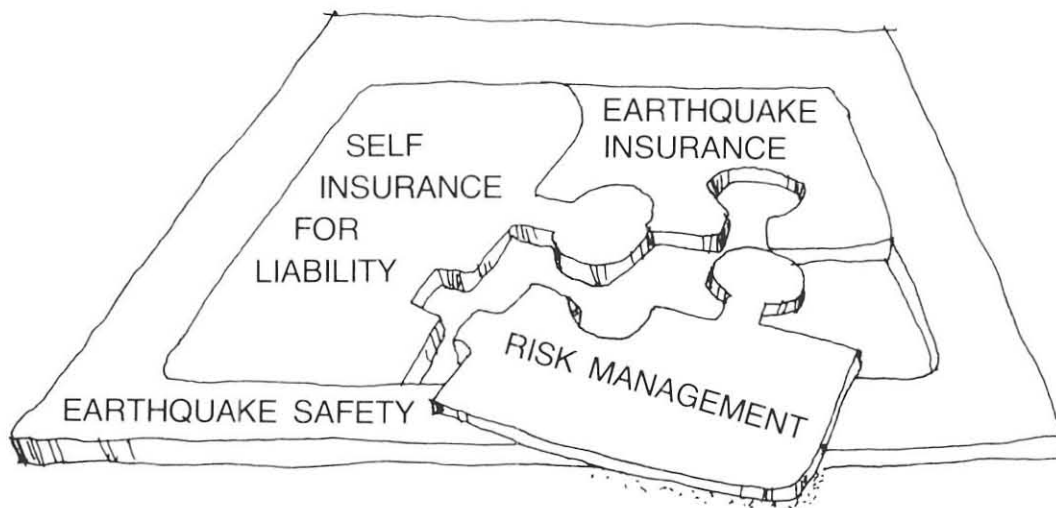 SELF
INSURANCE
FOR
LIABILITY
EARTHQUAKE
INSURANCE
RISK MANAGEMENT
EARTHQUAKE SAFETY